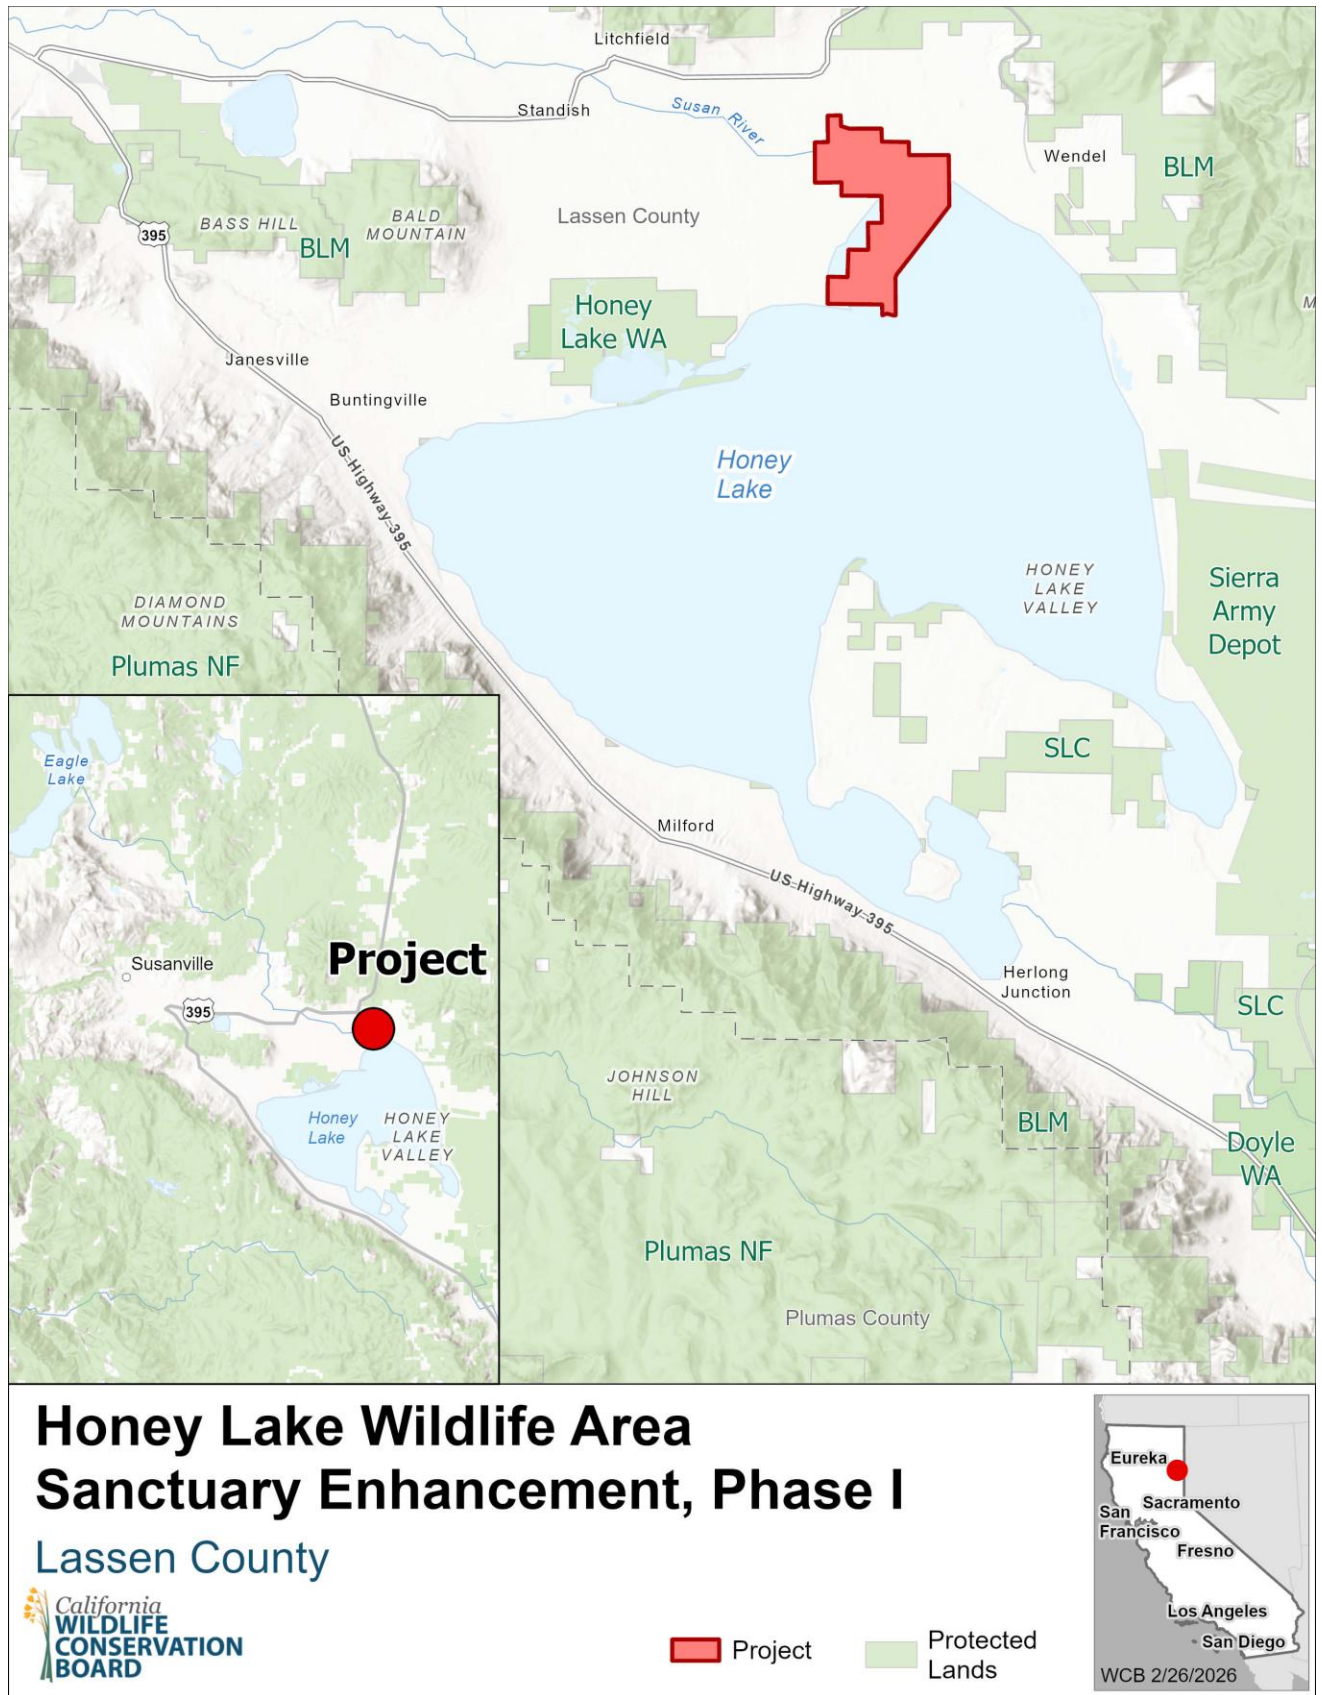 Litchfield
Standish
Susan River
Wendel
BLM
BASS HILL
BALD
MOUNTAIN
Lassen County
395
BLM
Honey
Lake WA
Janesville
Buntingville
US Highway 395
Honey
Lake
HONEY
LAKE
VALLEY
Sierra
Army
Depot
DIAMOND
MOUNTAINS
Plumas NF
SLC
Milford
US Highway 395
Herlong
Junction
SLC
JOHNSON
HILL
BLM
Doyle
WA
Plumas NF
Plumas County
Eagle
Lake
Susanville
Project
395
Honey
Lake
HONEY
LAKE
VALLEY
Honey Lake Wildlife Area
Sanctuary Enhancement, Phase I
Lassen County
California
WILDLIFE
CONSERVATION
BOARD
Project
Protected
Lands
Eureka
Sacramento
San
Francisco
Fresno
Los Angeles
San Diego
WCB 2/26/2026